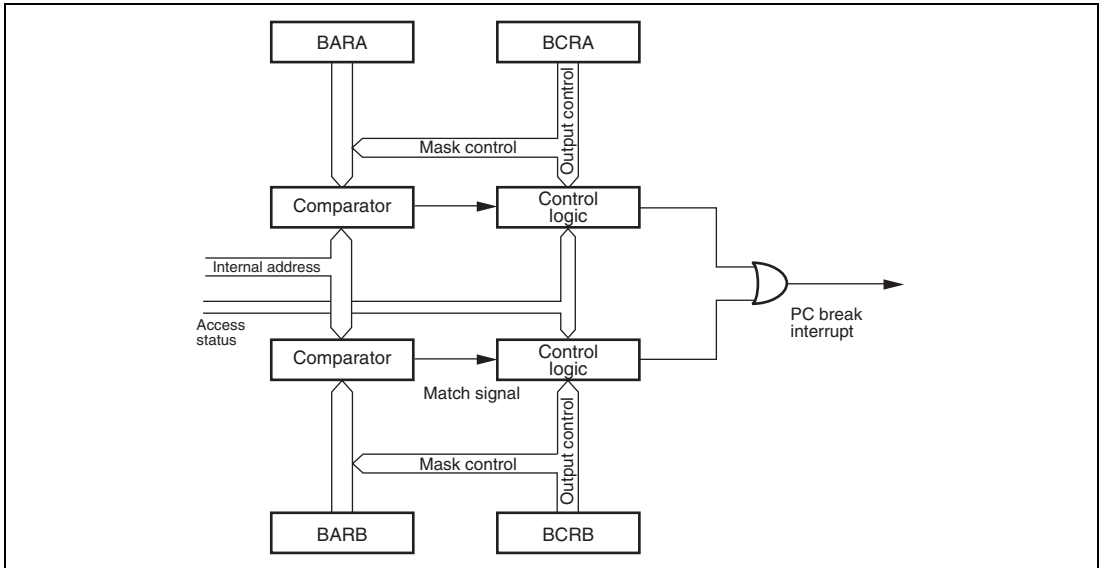 BARA
BCRA
Output control
Mask control
Comparator
Control
logic
Internal address
Access
status
PC break
interrupt
Comparator
Control
logic
Match signal
Mask control
Output control
BARB
BCRB